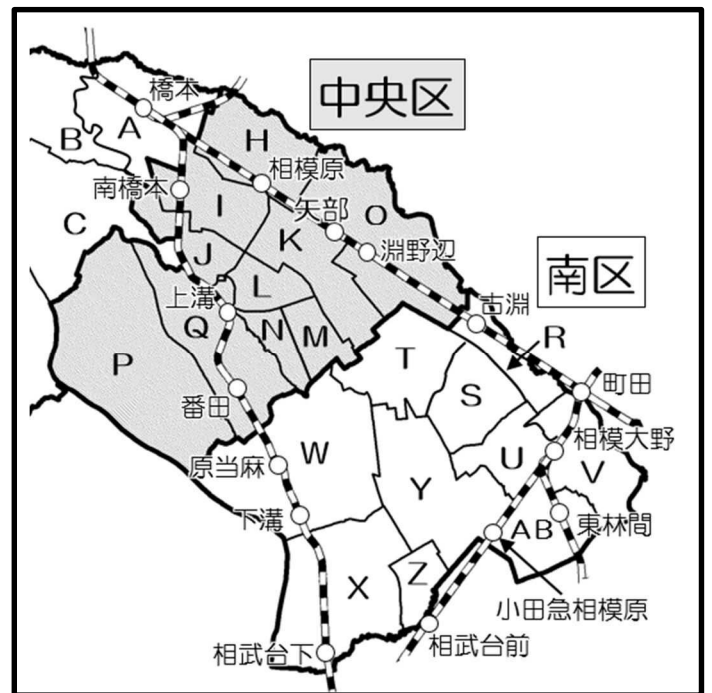 橋本
中央区
A
B
H
相模原
南橋本
I
矢部
O
C
K
淵野辺
J
南区
上溝
L
古淵
Q
N
M
R
P
T
町田
番田
S
相模大野
W
U
V
原当麻
Y
下溝
AB
東林間
X
Z
小田急相模原
相武台下
相武台前